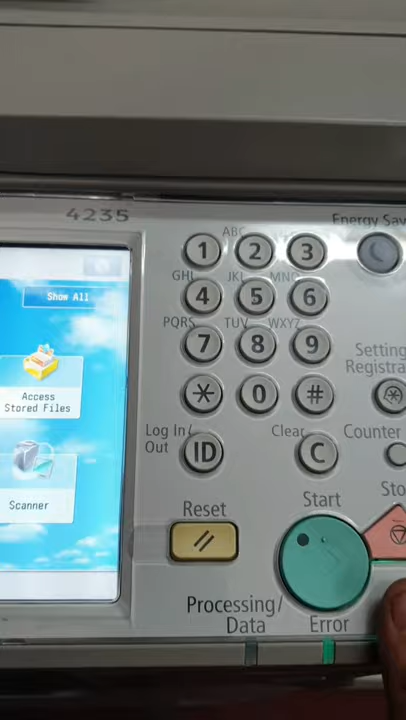 4235
Energy Sav
Show All
ABC
1 2 3
GHI JKL MNO
4 5 6
PQRS TUV WXYZ
7 8 9
Access
Stored Files
Setting
Registra
* 0 #
Log In/
Out
ID
Clear
C
Counter
Scanner
Reset
Start
Sto
Processing/
Data
Error